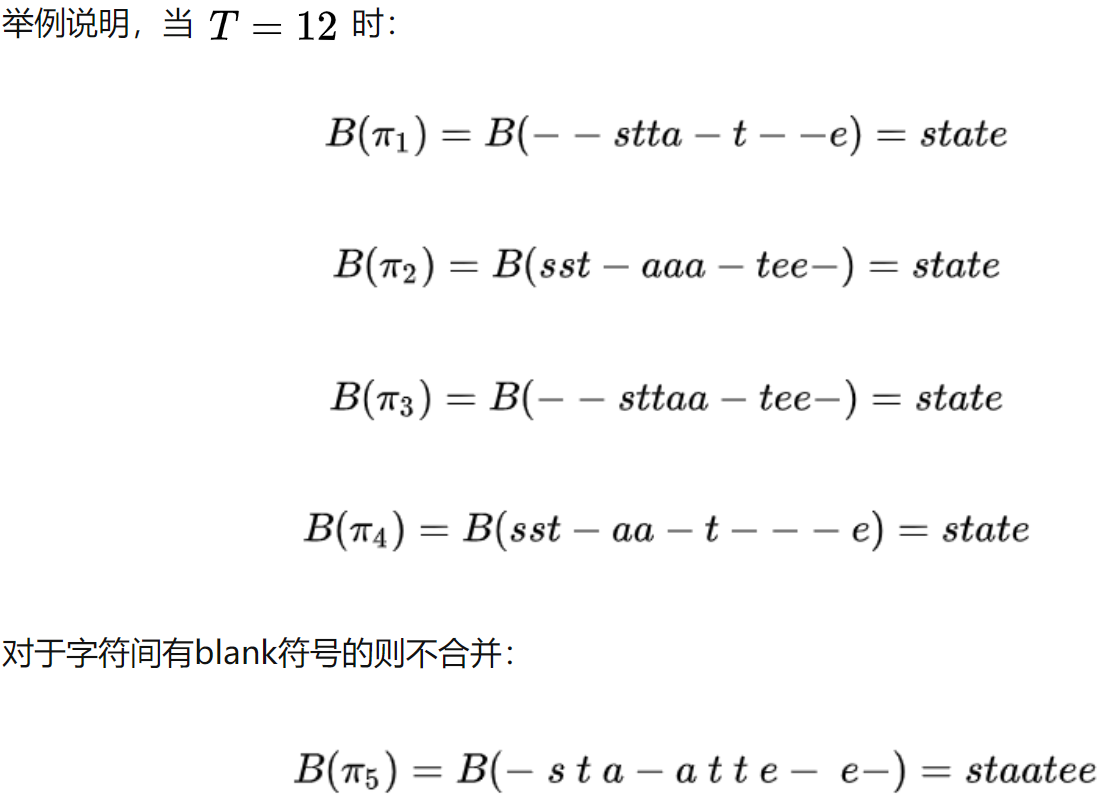 举例说明，当 T = 12 时：
B(π₁) = B(− − stta − t − −e) = state
B(π₂) = B(sst − aaa − tee−) = state
B(π₃) = B(− − sttaa − tee−) = state
B(π₄) = B(sst − aa − t − − − e) = state
对于字符间有blank符号的则不合并：
B(π₅) = B(− s t a − a t t e − e−) = staatee